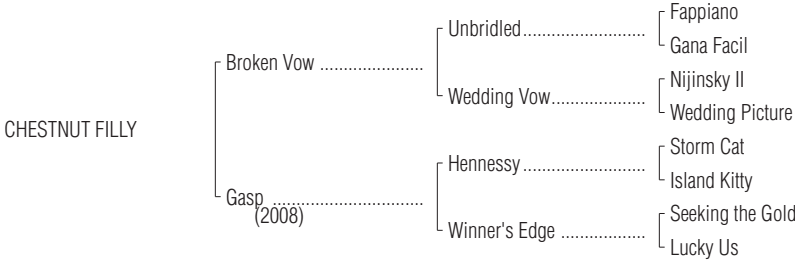 Fappiano
Unbridled
Gana Facil
Broken Vow
Nijinsky II
Wedding Vow
Wedding Picture
CHESTNUT FILLY
Storm Cat
Hennessy
Island Kitty
Gasp
(2008)
Seeking the Gold
Winner's Edge
Lucky Us